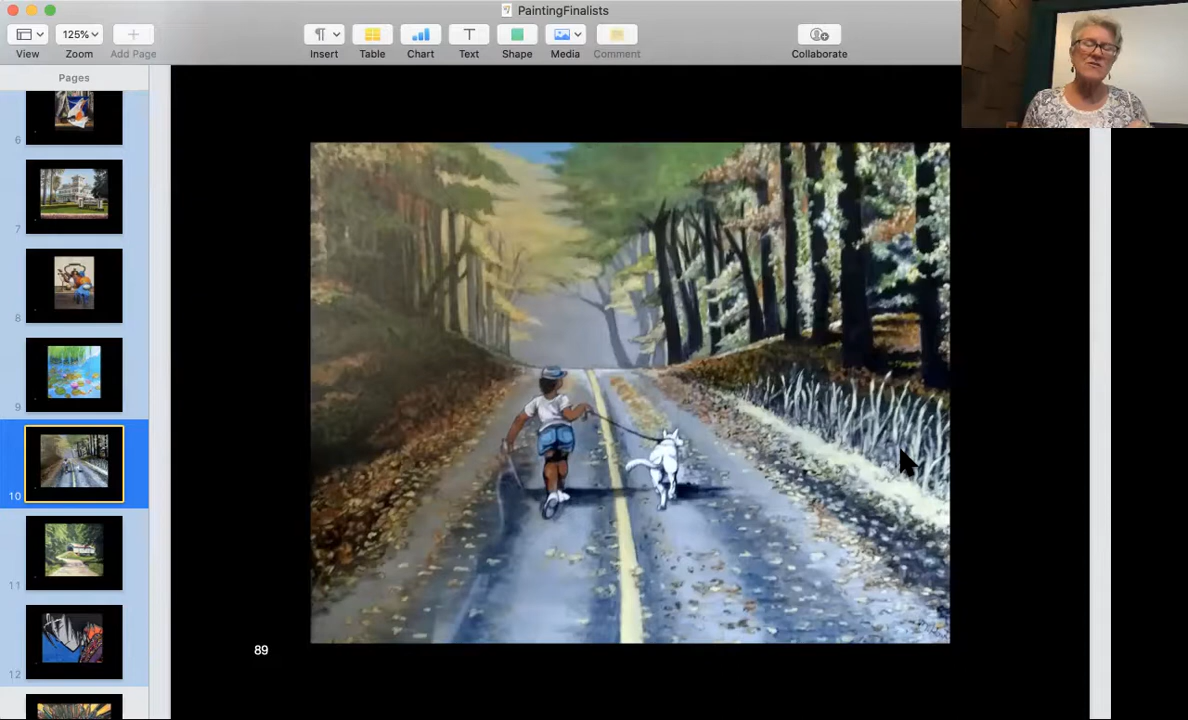 PaintingFinalists
125%
View
Zoom
Add Page
Insert
Table
Chart
Text
Shape
Media
Comment
Collaborate
Pages
6
7
8
9
10
11
12
89